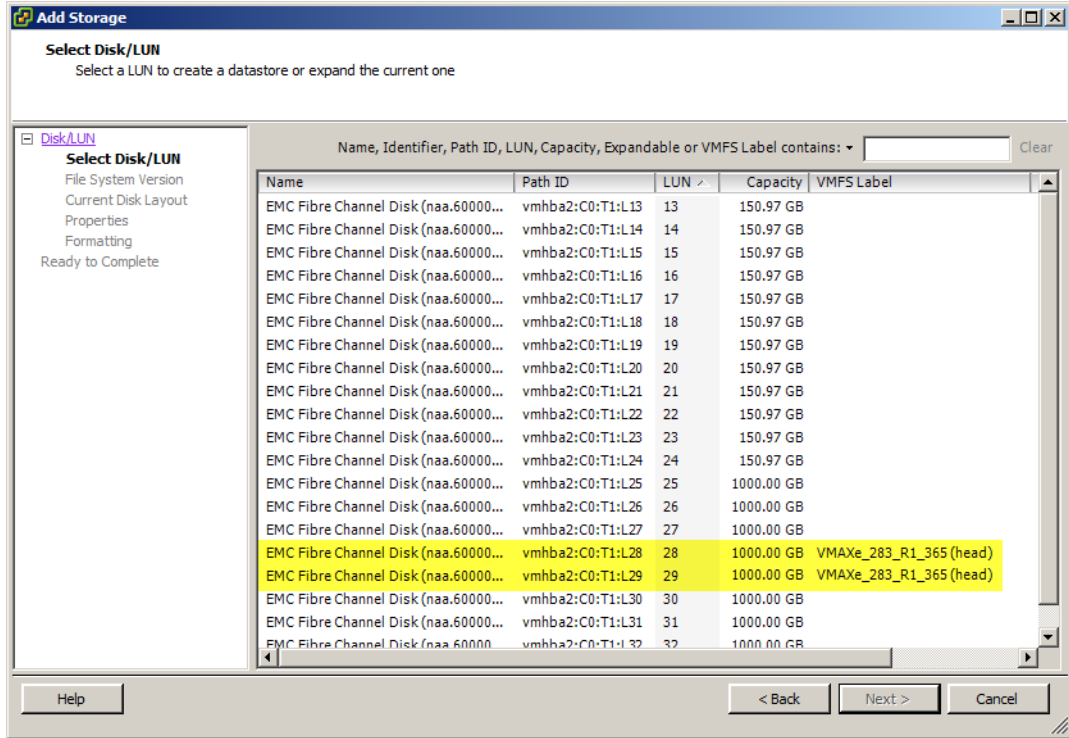 Add Storage
Select Disk/LUN
Select a LUN to create a datastore or expand the current one
Disk/LUN
Select Disk/LUN
File System Version
Current Disk Layout
Properties
Formatting
Ready to Complete
Name, Identifier, Path ID, LUN, Capacity, Expandable or VMFS Label contains: Clear
Name Path ID LUN Capacity VMFS Label
EMC Fibre Channel Disk (naa.60000... vmhba2:C0:T1:L13 13 150.97 GB
EMC Fibre Channel Disk (naa.60000... vmhba2:C0:T1:L14 14 150.97 GB
EMC Fibre Channel Disk (naa.60000... vmhba2:C0:T1:L15 15 150.97 GB
EMC Fibre Channel Disk (naa.60000... vmhba2:C0:T1:L16 16 150.97 GB
EMC Fibre Channel Disk (naa.60000... vmhba2:C0:T1:L17 17 150.97 GB
EMC Fibre Channel Disk (naa.60000... vmhba2:C0:T1:L18 18 150.97 GB
EMC Fibre Channel Disk (naa.60000... vmhba2:C0:T1:L19 19 150.97 GB
EMC Fibre Channel Disk (naa.60000... vmhba2:C0:T1:L20 20 150.97 GB
EMC Fibre Channel Disk (naa.60000... vmhba2:C0:T1:L21 21 150.97 GB
EMC Fibre Channel Disk (naa.60000... vmhba2:C0:T1:L22 22 150.97 GB
EMC Fibre Channel Disk (naa.60000... vmhba2:C0:T1:L23 23 150.97 GB
EMC Fibre Channel Disk (naa.60000... vmhba2:C0:T1:L24 24 150.97 GB
EMC Fibre Channel Disk (naa.60000... vmhba2:C0:T1:L25 25 1000.00 GB
EMC Fibre Channel Disk (naa.60000... vmhba2:C0:T1:L26 26 1000.00 GB
EMC Fibre Channel Disk (naa.60000... vmhba2:C0:T1:L27 27 1000.00 GB
EMC Fibre Channel Disk (naa.60000... vmhba2:C0:T1:L28 28 1000.00 GB VMAXe_283_R1_365 (head)
EMC Fibre Channel Disk (naa.60000... vmhba2:C0:T1:L29 29 1000.00 GB VMAXe_283_R1_365 (head)
EMC Fibre Channel Disk (naa.60000... vmhba2:C0:T1:L30 30 1000.00 GB
EMC Fibre Channel Disk (naa.60000... vmhba2:C0:T1:L31 31 1000.00 GB
EMC Fibre Channel Disk (naa.60000... vmhba2:C0:T1:L32 32 1000.00 GB
Help < Back Next > Cancel